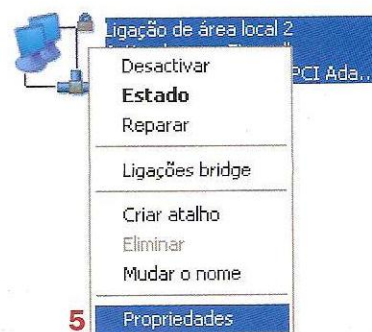 Ligação de área local 2
PCI Ada...
Desactivar
Estado
Reparar
Ligações bridge
Criar atalho
Eliminar
Mudar o nome
5 Propriedades